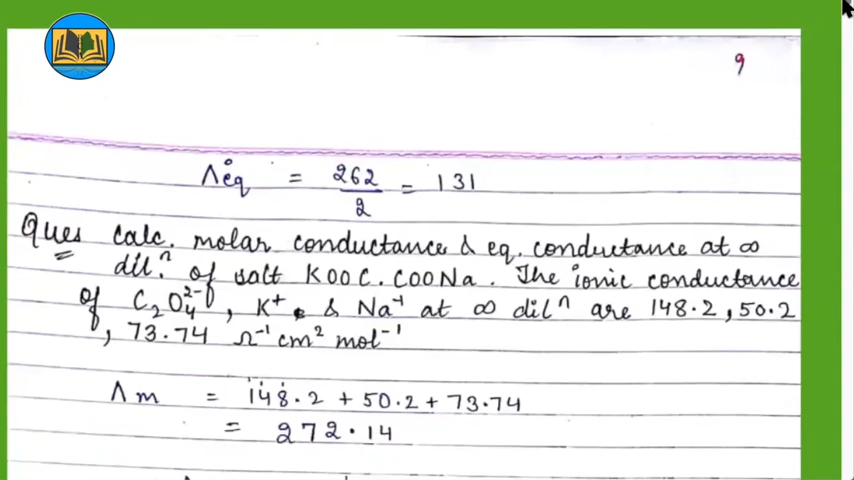 9
Λ°eq = 262/2 = 131
Ques calc. molar conductance & eq. conductance at ∞
dilⁿ of salt KOOC.COONa. The ionic conductance
of C₂O₄²⁻, K⁺ & Na⁺ at ∞ dilⁿ are 148.2, 50.2
, 73.74 Ω⁻¹ cm² mol⁻¹
Λm = 148.2 + 50.2 + 73.74
= 272.14